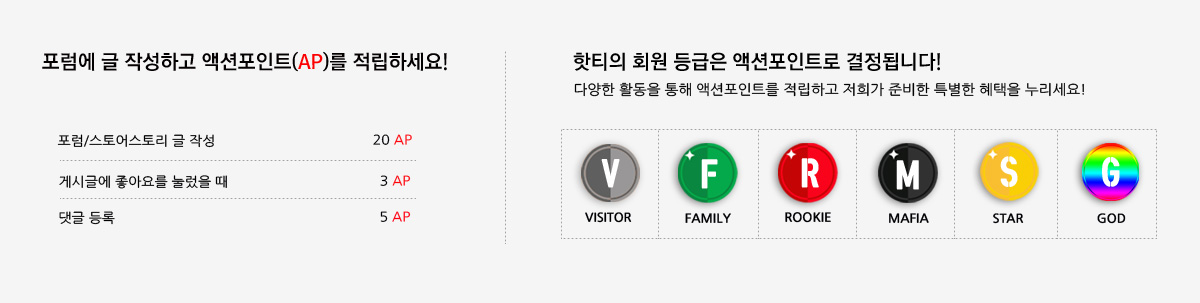 포럼에 글 작성하고 액션포인트(AP)를 적립하세요!
포럼/스토어스토리 글 작성 20 AP
게시글에 좋아요를 눌렀을 때 3 AP
댓글 등록 5 AP
핫티의 회원 등급은 액션포인트로 결정됩니다!
다양한 활동을 통해 액션포인트를 적립하고 저희가 준비한 특별한 혜택을 누리세요!
V F R M S G
VISITOR FAMILY ROOKIE MAFIA STAR GOD